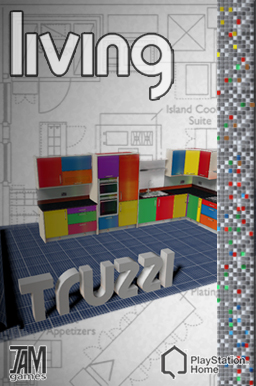 living
Island Coo
Suite
TRUZZI
Platin
Appetizers
JAM
games
PlayStation
Home